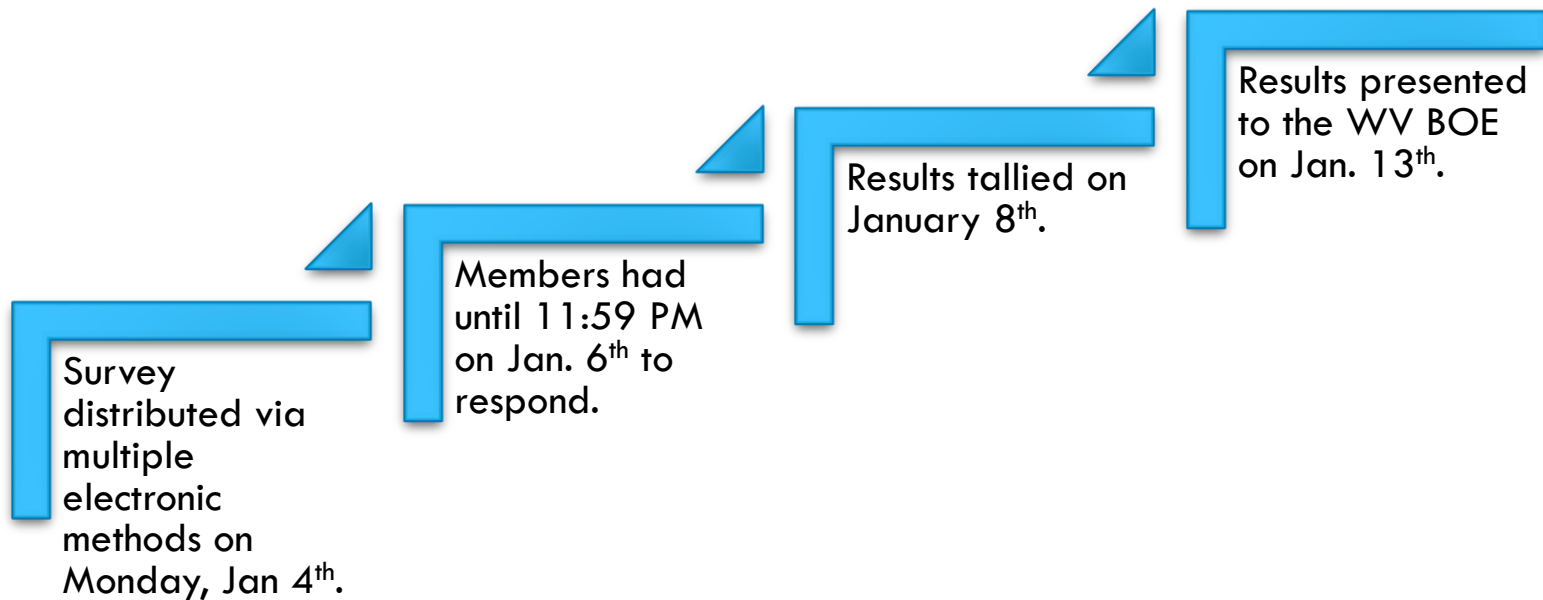 Survey
distributed via
multiple
electronic
methods on
Monday, Jan 4th.
Members had
until 11:59 PM
on Jan. 6th to
respond.
Results tallied on
January 8th.
Results presented
to the WV BOE
on Jan. 13th.